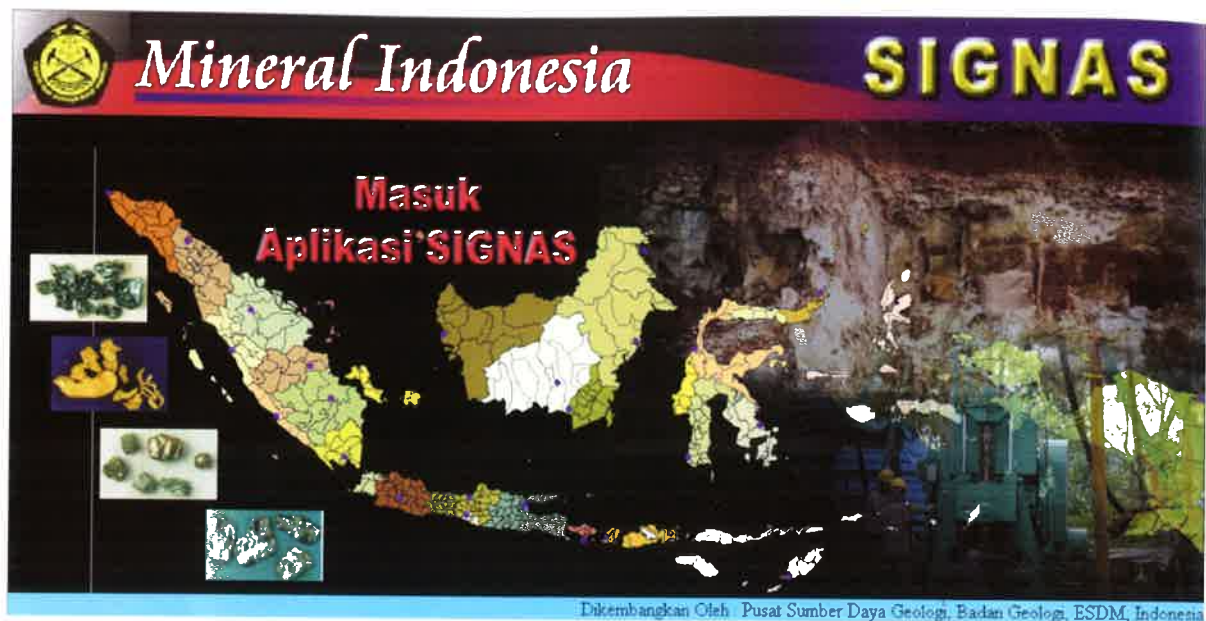 Mineral Indonesia
SIGNAS
Masuk
Aplikasi SIGNAS
Dikembangkan Oleh : Pusat Sumber Daya Geologi, Badan Geologi, ESDM, Indonesia